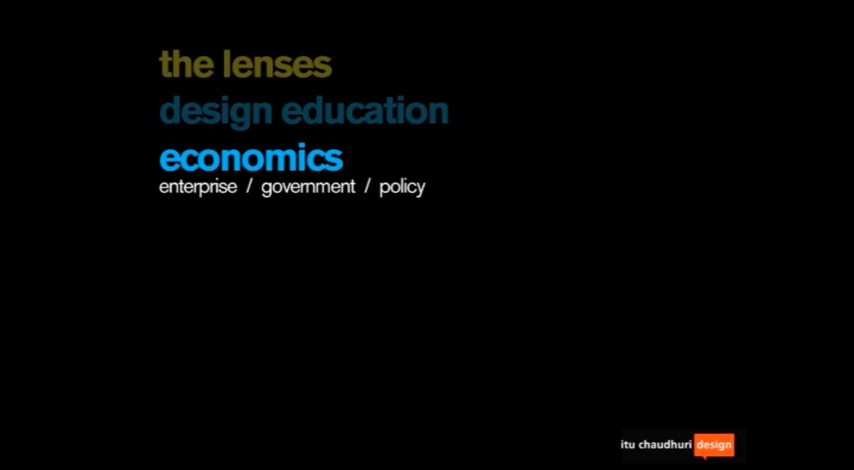 the lenses
design education
economics
enterprise / government / policy
itu chaudhuri design